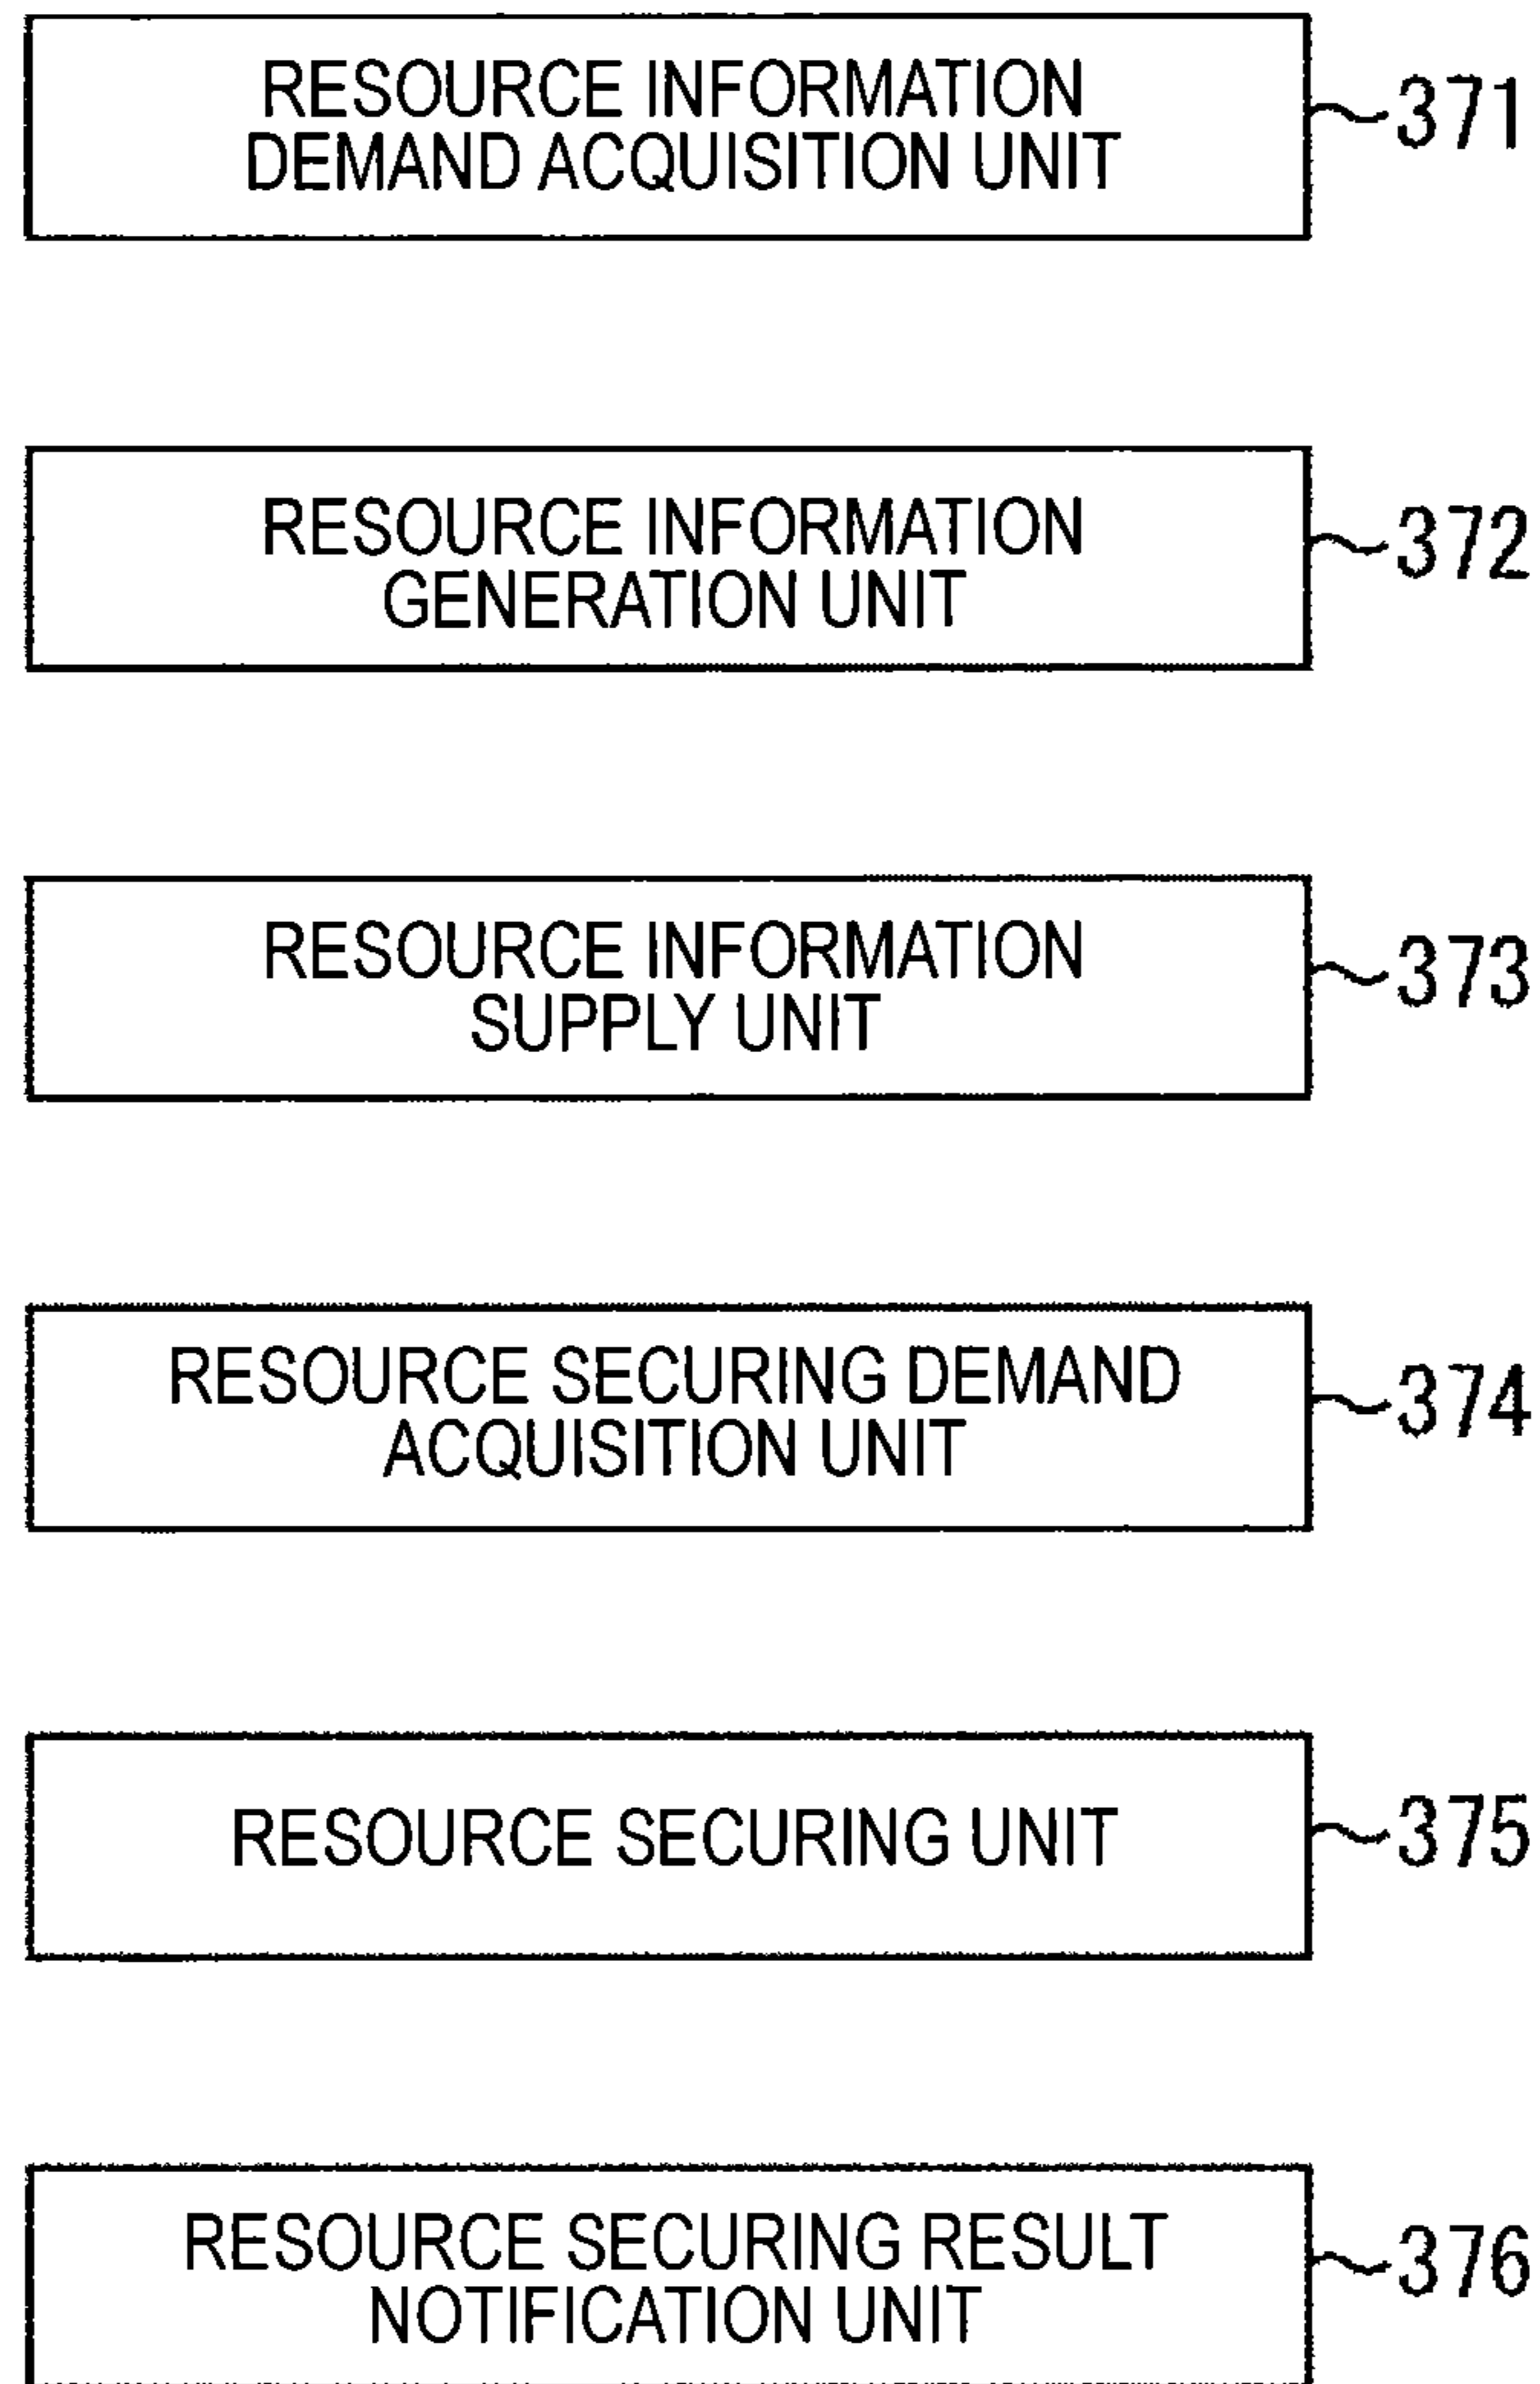 RESOURCE INFORMATION
DEMAND ACQUISITION UNIT
371
RESOURCE INFORMATION
GENERATION UNIT
372
RESOURCE INFORMATION
SUPPLY UNIT
373
RESOURCE SECURING DEMAND
ACQUISITION UNIT
374
RESOURCE SECURING UNIT
375
RESOURCE SECURING RESULT
NOTIFICATION UNIT
376